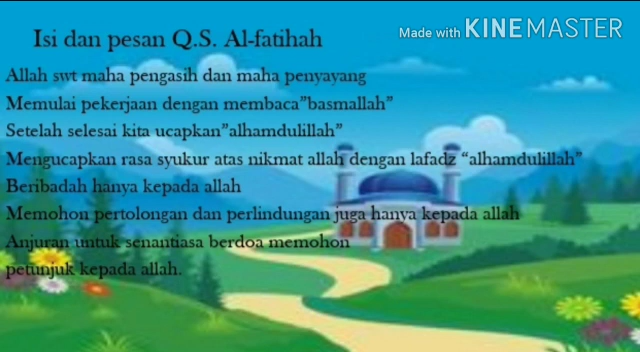 Isi dan pesan Q.S. Al-fatihah
Made with KINEMASTER
Allah swt maha pengasih dan maha penyayang
Memulai pekerjaan dengan membaca”basmallah”
Setelah selesai kita ucapkan”alhamdulillah”
Mengucapkan rasa syukur atas nikmat allah dengan lafadz “alhamdulillah”
Beribadah hanya kepada allah
Memohon pertolongan dan perlindungan juga hanya kepada allah
Anjuran untuk senantiasa berdoa memohon
petunjuk kepada allah.